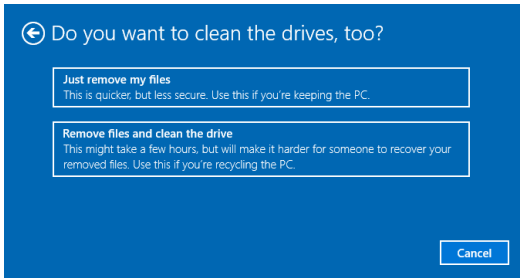 Do you want to clean the drives, too?
Just remove my files
This is quicker, but less secure. Use this if you're keeping the PC.
Remove files and clean the drive
This might take a few hours, but will make it harder for someone to recover your
removed files. Use this if you're recycling the PC.
Cancel